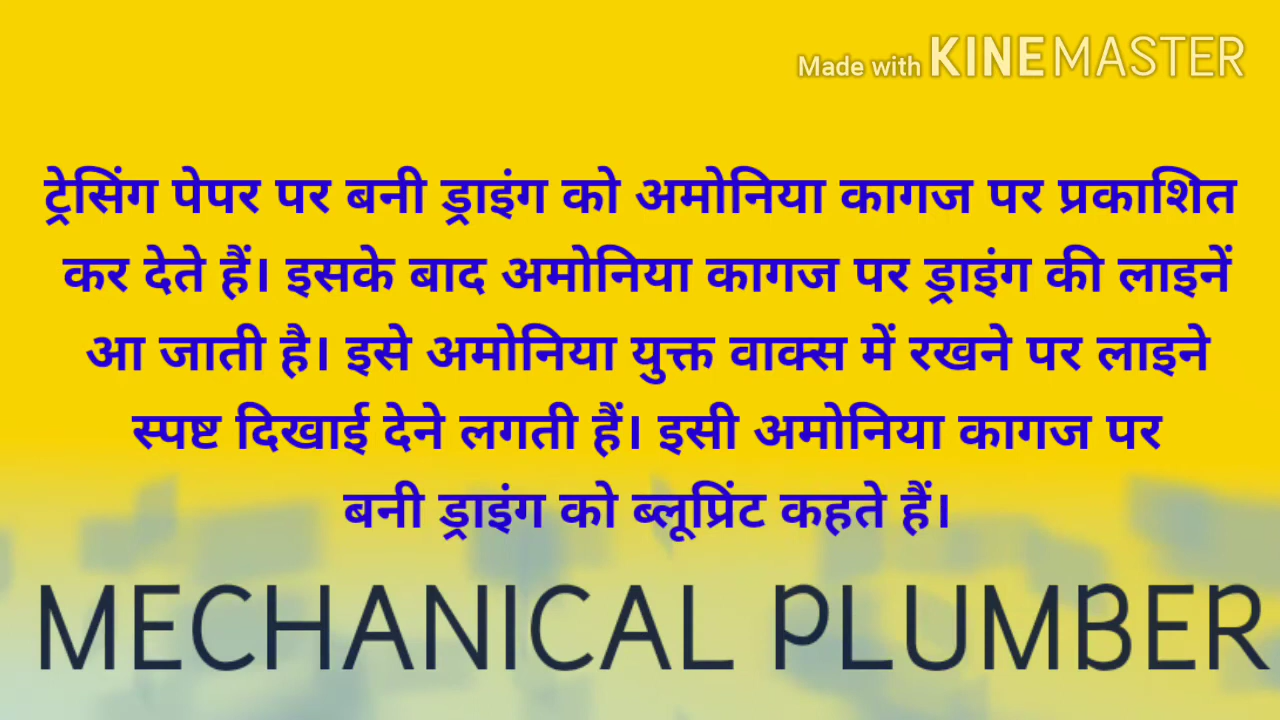 Made with KINEMASTER
ट्रेसिंग पेपर पर बनी ड्राइंग को अमोनिया कागज पर प्रकाशित
कर देते हैं। इसके बाद अमोनिया कागज पर ड्राइंग की लाइनें
आ जाती है। इसे अमोनिया युक्त वाक्स में रखने पर लाइने
स्पष्ट दिखाई देने लगती हैं। इसी अमोनिया कागज पर
बनी ड्राइंग को ब्लूप्रिंट कहते हैं।
MECHANICAL PLUMBER